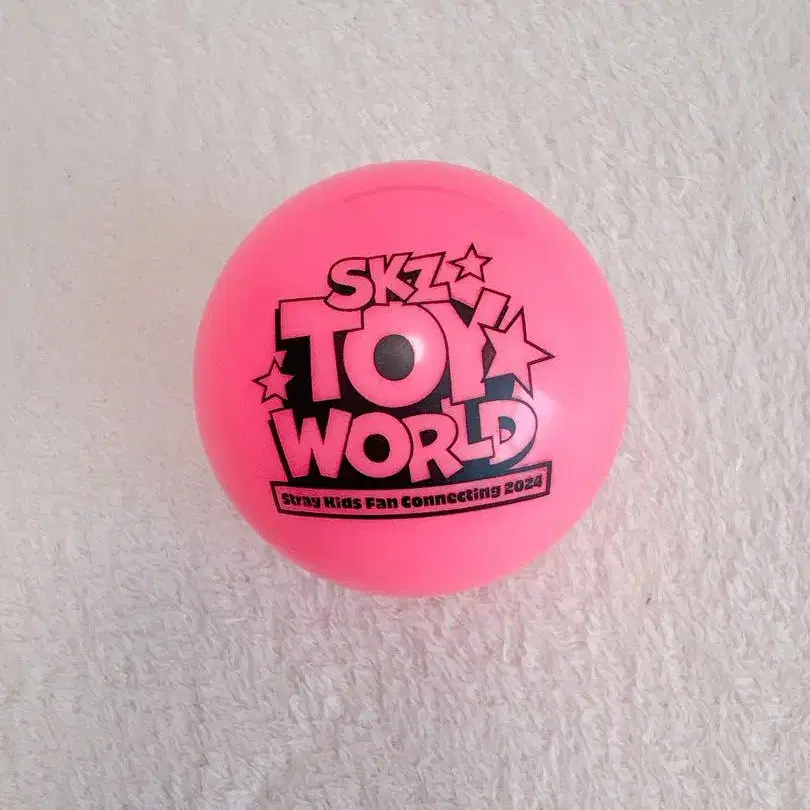 SKZ
TOY
WORLD
Stray Kids Fan Connecting 2024